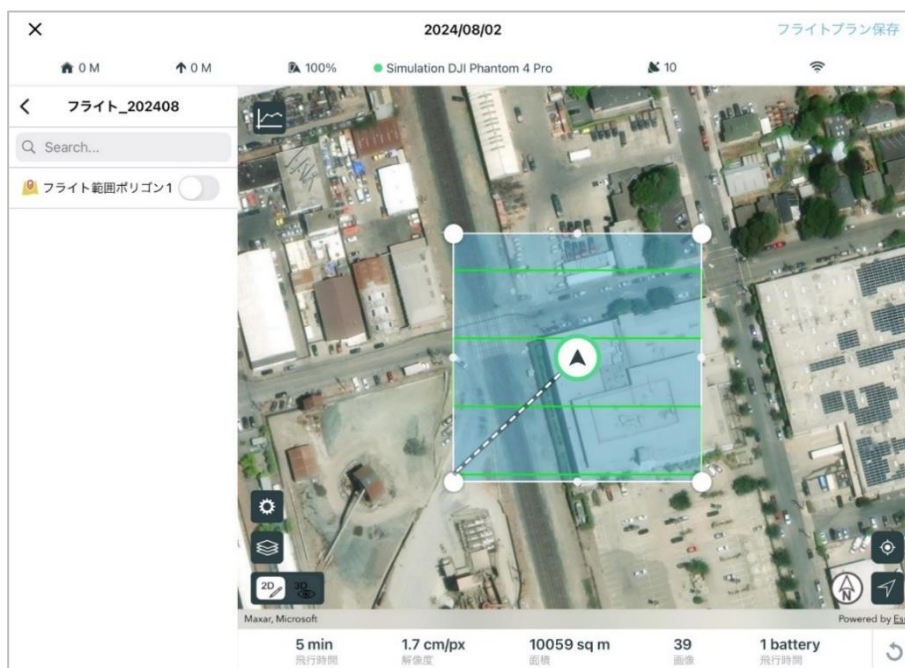 2024/08/02
フライトプラン保存
0 M
0 M
100%
Simulation DJI Phantom 4 Pro
10
フライト_202408
Search...
フライト範囲ポリゴン1
2D
3D
N
Maxar, Microsoft
Powered by Esri
5 min
飛行時間
1.7 cm/px
解像度
10059 sq m
面積
39
画像
1 battery
飛行時間